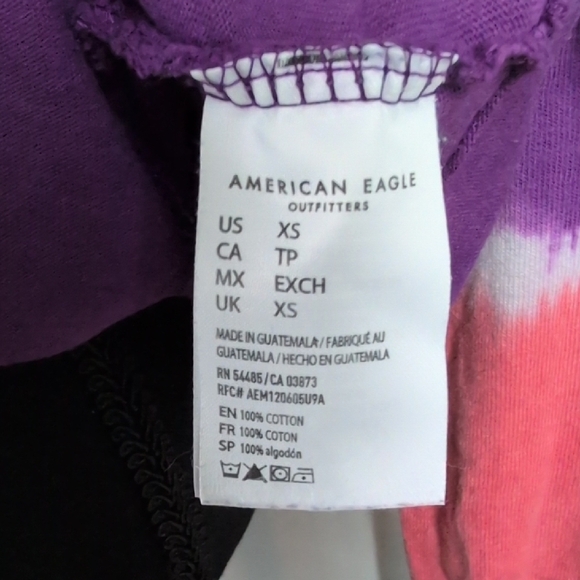 AMERICAN EAGLE
OUTFITTERS
US XS
CA TP
MX EXCH
UK XS
MADE IN GUATEMALA / FABRIQUÉ AU
GUATEMALA / HECHO EN GUATEMALA
RN 54485 / CA 03873
RFC# AEM120605U9A
EN 100% COTTON
FR 100% COTON
SP 100% algodón